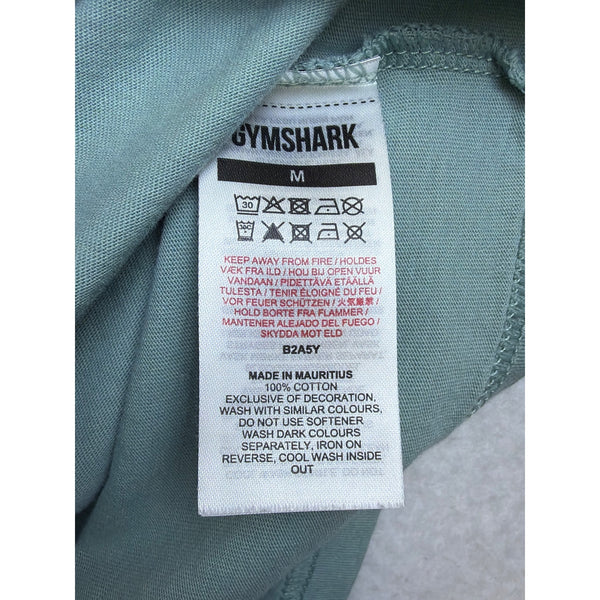 GYMSHARK
M
30
30C
KEEP AWAY FROM FIRE / HOLDES
VÆK FRA ILD / HOU BIJ OPEN VUUR
VANDAAN / PIDETTÄVÄ ETÄÄLLÄ
TULESTA / TENIR ÉLOIGNÉ DU FEU /
VOR FEUER SCHÜTZEN / 火気厳禁 /
HOLD BORTE FRA FLAMMER /
MANTENER ALEJADO DEL FUEGO /
SKYDDA MOT ELD
B2A5Y
MADE IN MAURITIUS
100% COTTON
EXCLUSIVE OF DECORATION,
WASH WITH SIMILAR COLOURS,
DO NOT USE SOFTENER
WASH DARK COLOURS
SEPARATELY, IRON ON
REVERSE, COOL WASH INSIDE
OUT